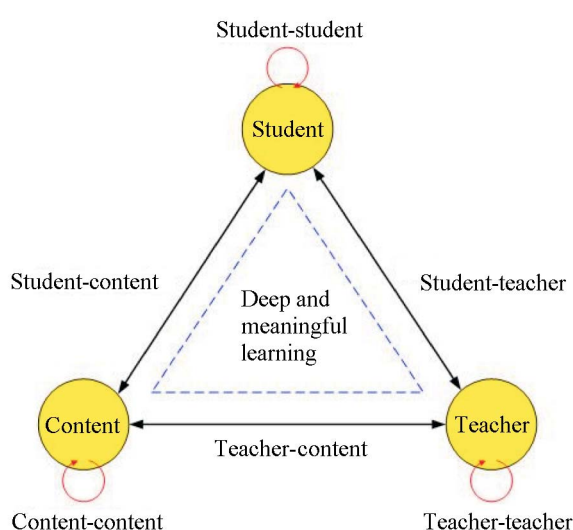 Student-student
Student
Student-content
Student-teacher
Deep and
meaningful
learning
Content
Teacher
Teacher-content
Content-content
Teacher-teacher